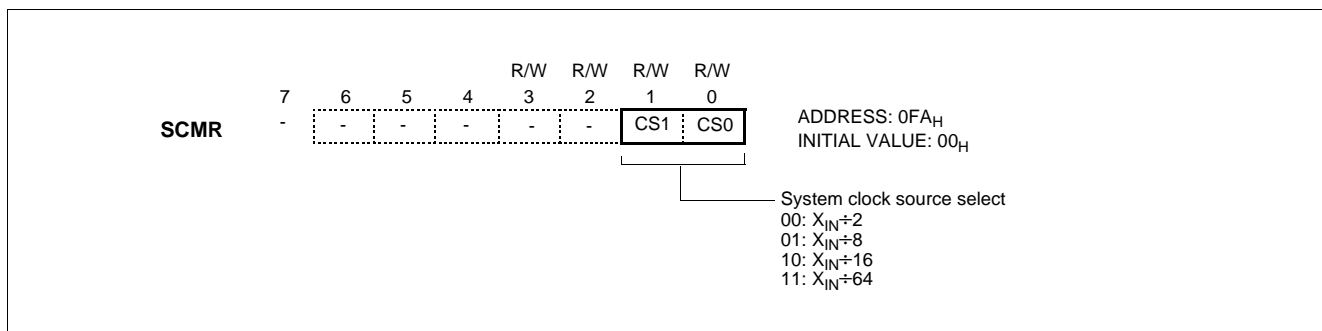 R/W R/W R/W R/W
7 6 5 4 3 2 1 0
SCMR - - - - - - CS1 CS0
ADDRESS: 0FAH
INITIAL VALUE: 00H
System clock source select
00: XIN÷2
01: XIN÷8
10: XIN÷16
11: XIN÷64